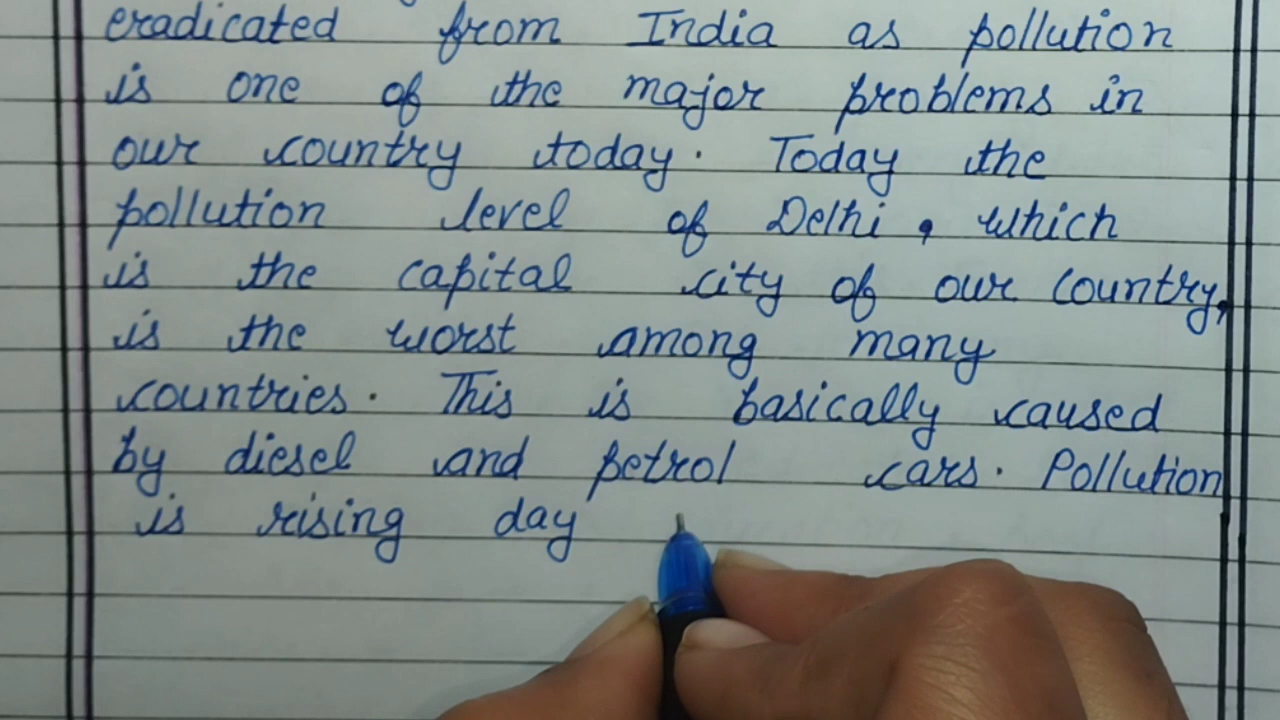 eradicated from India as pollution
is one of the major problems in
our country today. Today the
pollution level of Delhi, which
is the capital city of our country,
is the worst among many
countries. This is basically caused
by diesel and petrol cars. Pollution
is rising day